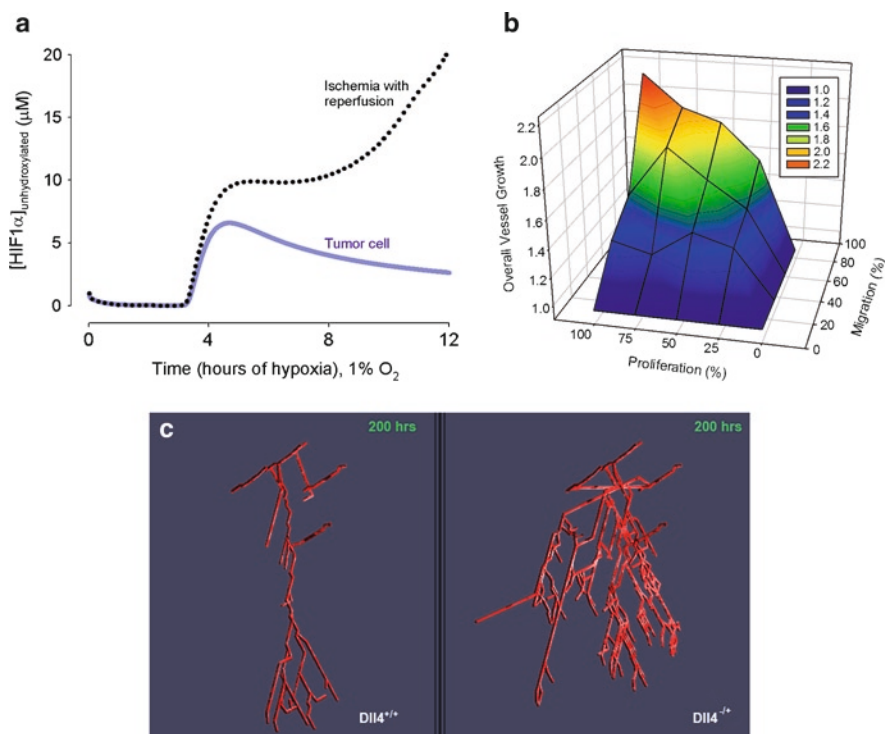 a
[HIF1α]unhydroxylated (μM)
20
15
10
5
0
Ischemia with
reperfusion
Tumor cell
0
4
8
12
Time (hours of hypoxia), 1% O2
b
Overall Vessel Growth
2.2
2.0
1.8
1.6
1.4
1.2
1.0
1.0
1.2
1.4
1.6
1.8
2.0
2.2
100
75
50
25
0
Proliferation (%)
100
80
60
40
20
0
Migration (%)
c
200 hrs
Dll4+/+
200 hrs
Dll4-/+